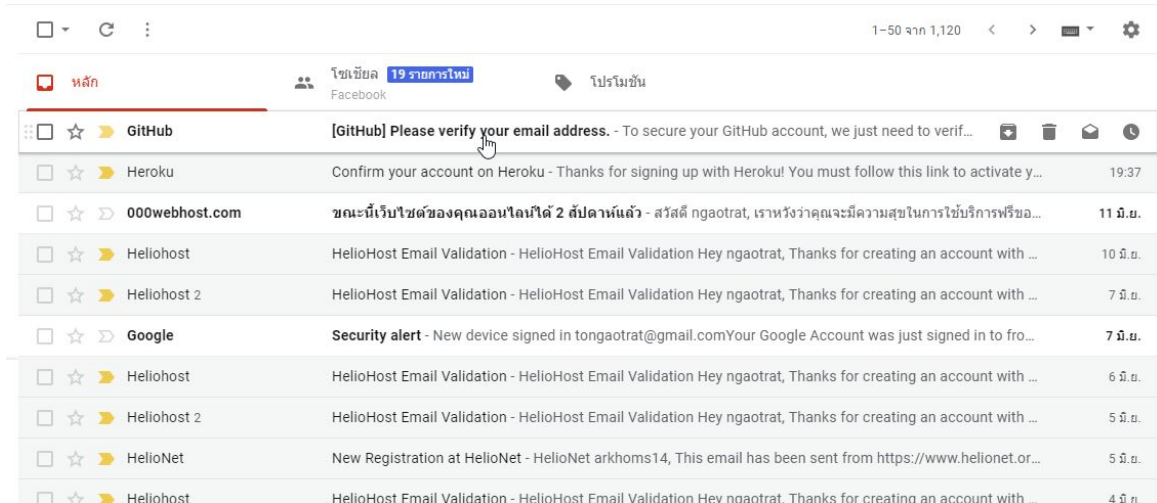 1–50 จาก 1,120
หลัก
โซเชียล 19 รายการใหม่
Facebook
โปรโมชัน
GitHub [GitHub] Please verify your email address. - To secure your GitHub account, we just need to verif...
Heroku Confirm your account on Heroku - Thanks for signing up with Heroku! You must follow this link to activate y... 19:37
000webhost.com ขณะนี้เว็บไซต์ของคุณออนไลน์ได้ 2 สัปดาห์แล้ว - สวัสดี ngaotrat, เราหวังว่าคุณจะมีความสุขในการใช้บริการฟรีขอ... 11 มิ.ย.
Heliohost HelioHost Email Validation - HelioHost Email Validation Hey ngaotrat, Thanks for creating an account with ... 10 มิ.ย.
Heliohost 2 HelioHost Email Validation - HelioHost Email Validation Hey ngaotrat, Thanks for creating an account with ... 7 มิ.ย.
Google Security alert - New device signed in tongaotrat@gmail.comYour Google Account was just signed in to fro... 7 มิ.ย.
Heliohost HelioHost Email Validation - HelioHost Email Validation Hey ngaotrat, Thanks for creating an account with ... 6 มิ.ย.
Heliohost 2 HelioHost Email Validation - HelioHost Email Validation Hey ngaotrat, Thanks for creating an account with ... 5 มิ.ย.
HelioNet New Registration at HelioNet - HelioNet arkhoms14, This email has been sent from https://www.helionet.or... 5 มิ.ย.
Heliohost HelioHost Email Validation - HelioHost Email Validation Hey ngaotrat, Thanks for creating an account with ... 4 มิ.ย.